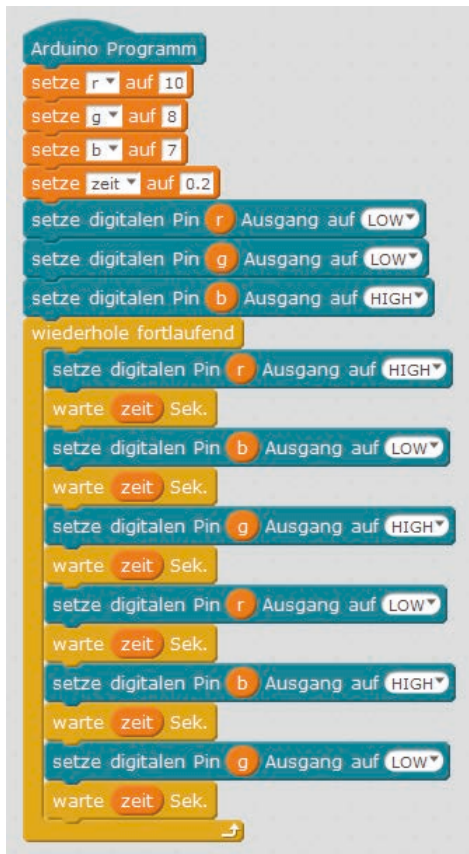 Arduino Programm
setze r auf 10
setze g auf 8
setze b auf 7
setze zeit auf 0.2
setze digitalen Pin r Ausgang auf LOW
setze digitalen Pin g Ausgang auf LOW
setze digitalen Pin b Ausgang auf HIGH
wiederhole fortlaufend
setze digitalen Pin r Ausgang auf HIGH
warte zeit Sek.
setze digitalen Pin b Ausgang auf LOW
warte zeit Sek.
setze digitalen Pin g Ausgang auf HIGH
warte zeit Sek.
setze digitalen Pin r Ausgang auf LOW
warte zeit Sek.
setze digitalen Pin b Ausgang auf HIGH
warte zeit Sek.
setze digitalen Pin g Ausgang auf LOW
warte zeit Sek.